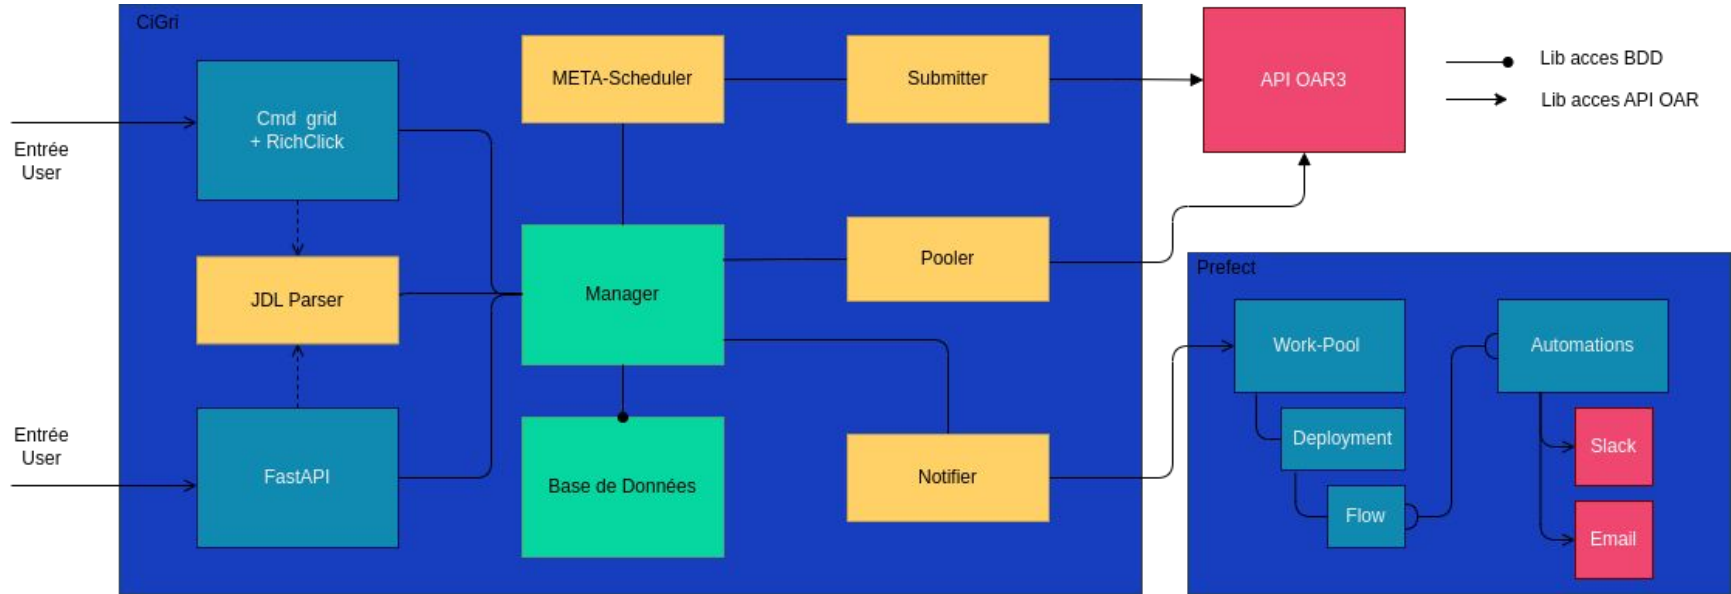 CiGri
Entrée
User
Cmd grid
+ RichClick
JDL Parser
Entrée
User
FastAPI
META-Scheduler
Manager
Base de Données
Submitter
Pooler
Notifier
API OAR3
Lib acces BDD
Lib acces API OAR
Prefect
Work-Pool
Deployment
Flow
Automations
Slack
Email